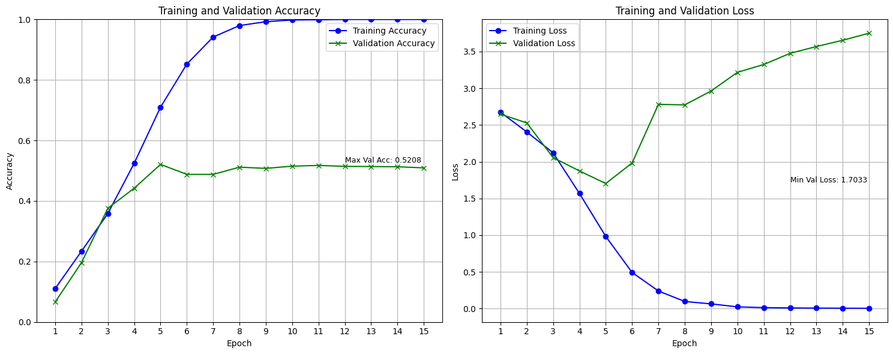 Training and Validation Accuracy
1.0
0.8
0.6
0.4
0.2
0.0
Accuracy
Training Accuracy
Validation Accuracy
Max Val Acc: 0.5208
1 2 3 4 5 6 7 8 9 10 11 12 13 14 15
Epoch
Training and Validation Loss
3.5
3.0
2.5
2.0
1.5
1.0
0.5
0.0
Loss
Training Loss
Validation Loss
Min Val Loss: 1.7033
1 2 3 4 5 6 7 8 9 10 11 12 13 14 15
Epoch